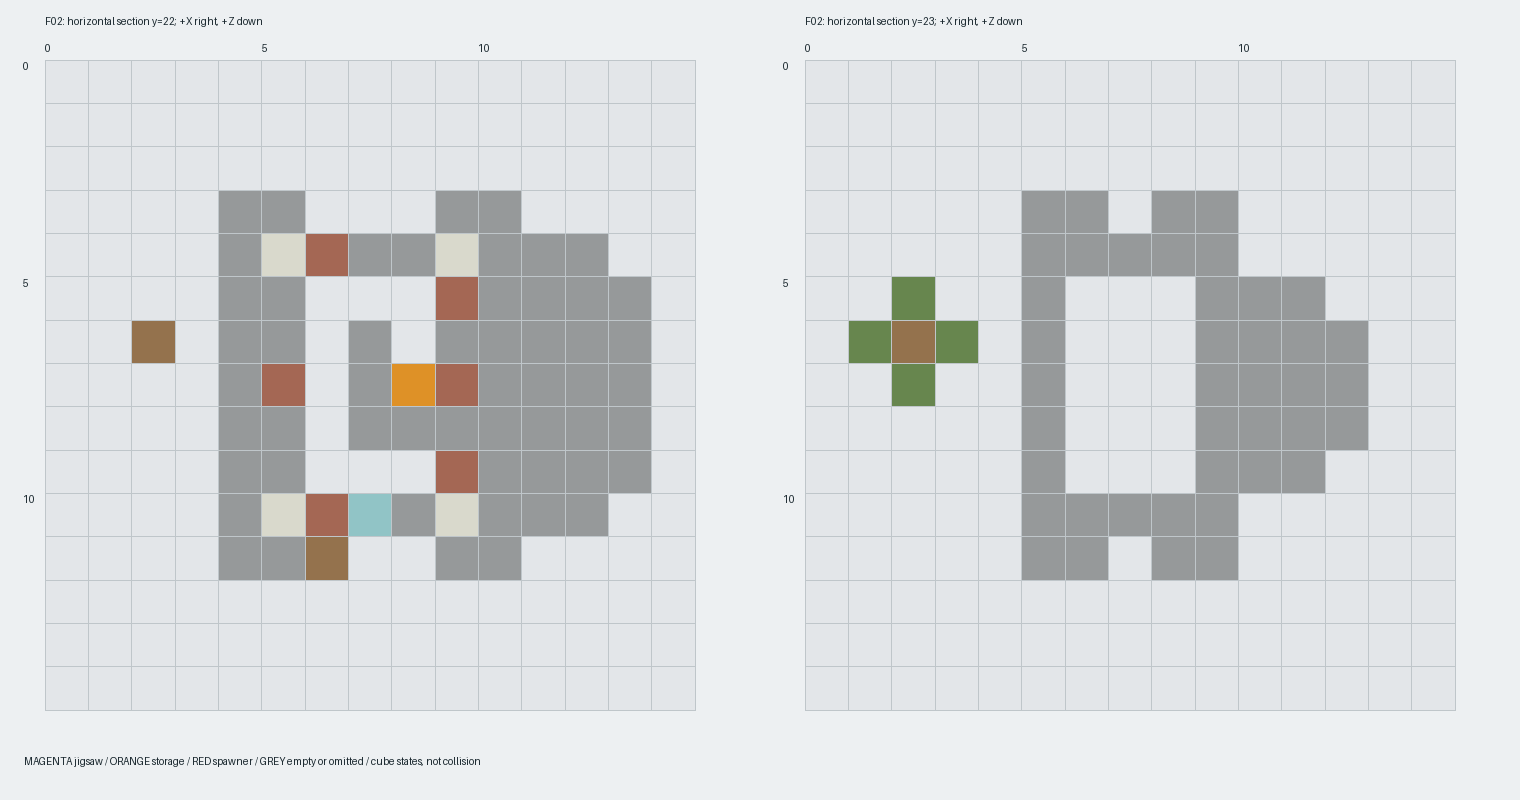 F02: horizontal section y=22; +X right, +Z down
F02: horizontal section y=23; +X right, +Z down
0 5 10
0 5 10
0
0
5
5
10
10
MAGENTA jigsaw / ORANGE storage / RED spawner / GREY empty or omitted / cube states, not collision